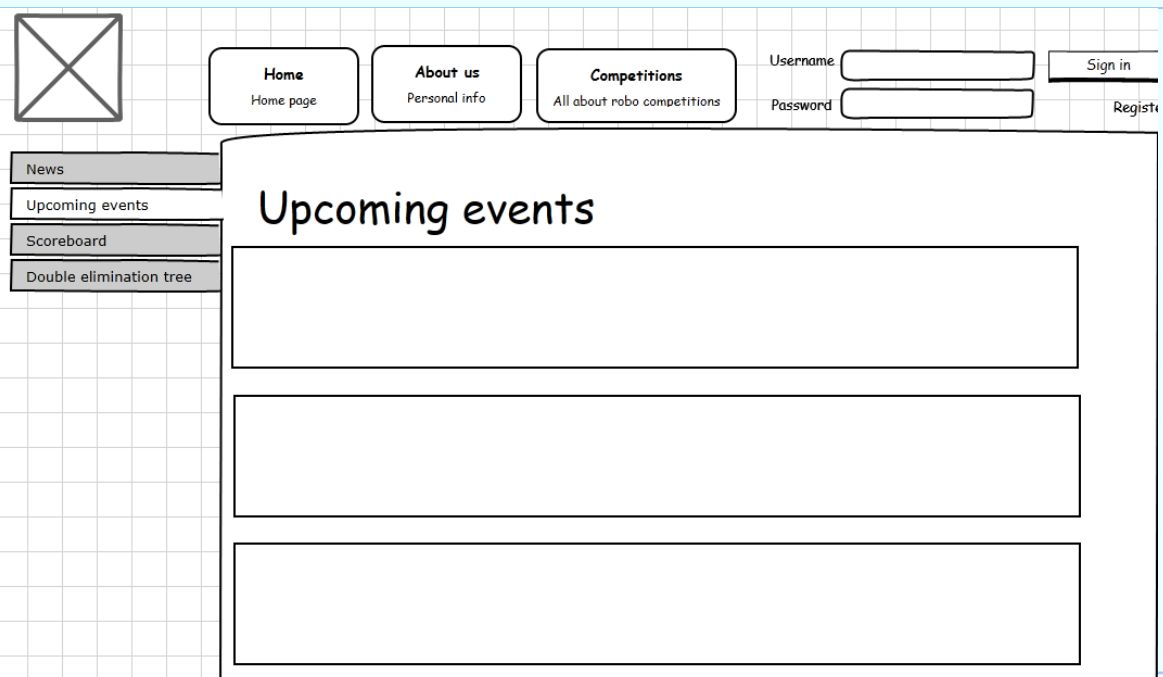 Home
Home page
About us
Personal info
Competitions
All about robo competitions
Username
Sign in
Password
Registe
News
Upcoming events
Scoreboard
Double elimination tree
Upcoming events